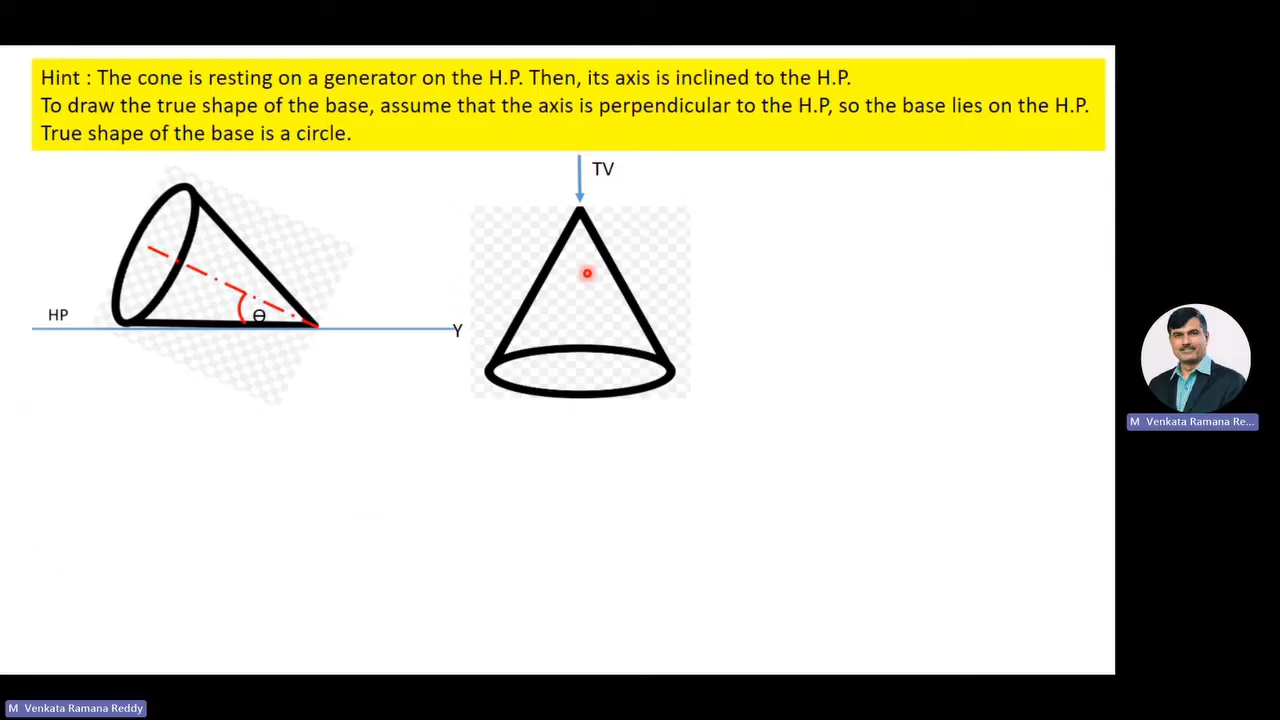 Hint : The cone is resting on a generator on the H.P. Then, its axis is inclined to the H.P.
To draw the true shape of the base, assume that the axis is perpendicular to the H.P, so the base lies on the H.P.
True shape of the base is a circle.
TV
HP
Θ
Y
M Venkata Ramana Re...
M Venkata Ramana Reddy